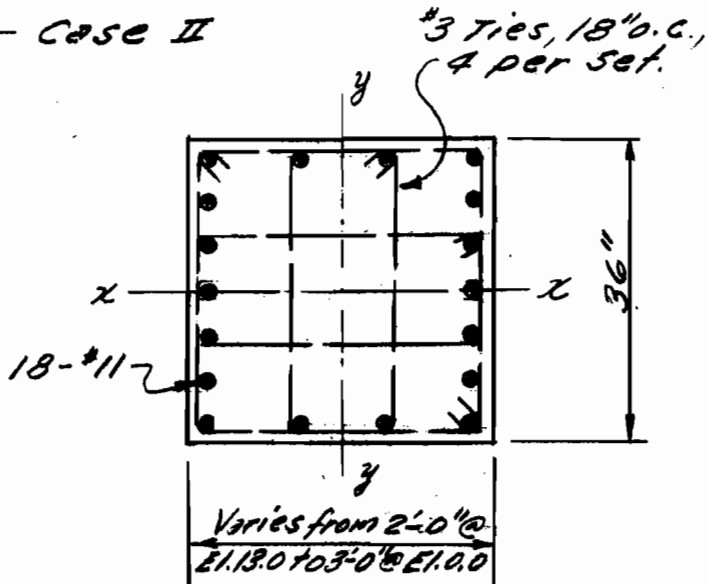 - Case II
#3 Ties, 18" o.c.,
4 per set.
y
x
x
36"
18-#11
y
Varies from 2'-0" @
El.13.0 to 3'-0" @ El.0.0